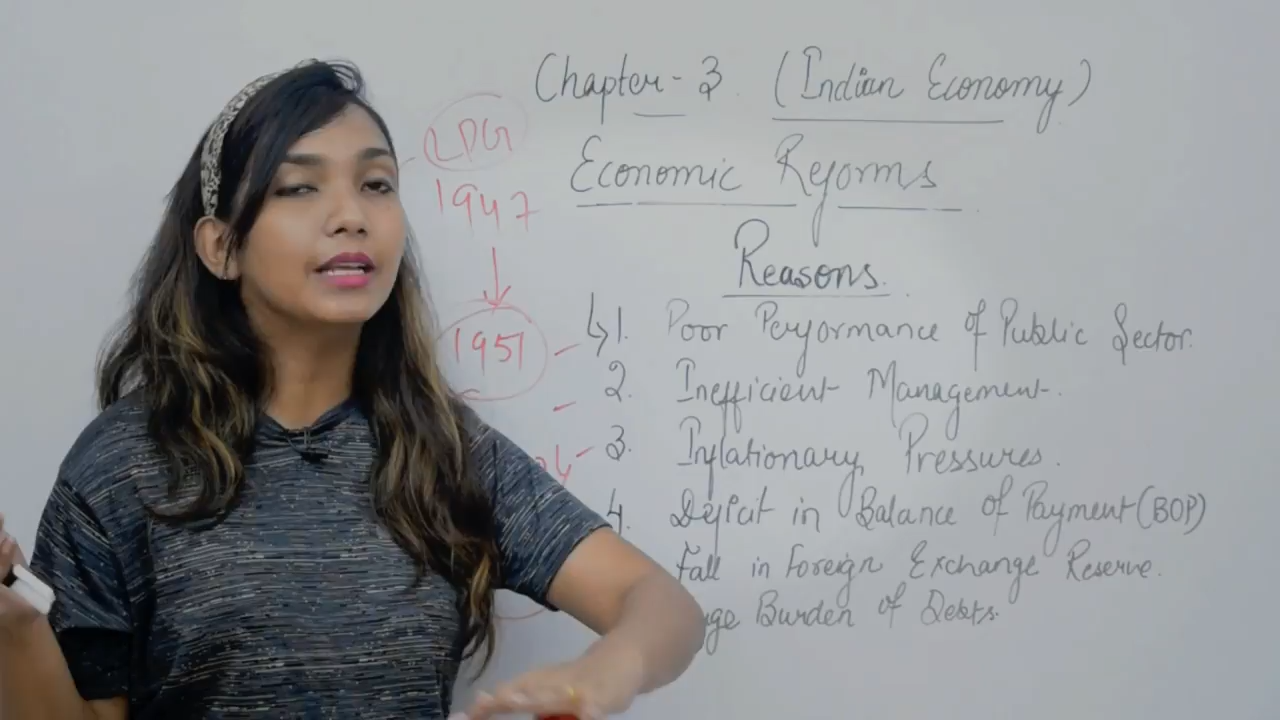 Chapter - 3 (Indian Economy)
Economic Reforms
Reasons.
1. Poor Performance of Public Sector.
2. Inefficient Management.
3. Inflationary Pressures.
4. Deficit in Balance of Payment (BOP)
Fall in Foreign Exchange Reserve.
Burden of Debts.
LPG
1947
1951